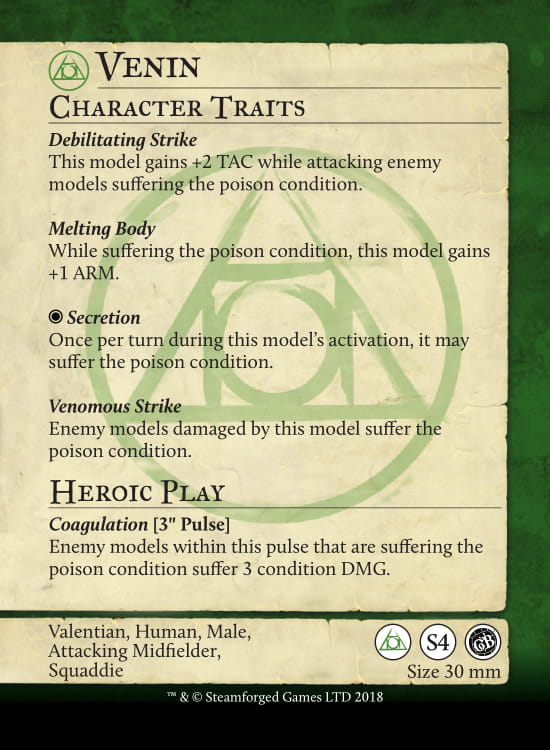 Venin
Character Traits
Debilitating Strike
This model gains +2 TAC while attacking enemy
models suffering the poison condition.
Melting Body
While suffering the poison condition, this model gains
+1 ARM.
Secretion
Once per turn during this model’s activation, it may
suffer the poison condition.
Venomous Strike
Enemy models damaged by this model suffer the
poison condition.
Heroic Play
Coagulation [3" Pulse]
Enemy models within this pulse that are suffering the
poison condition suffer 3 condition DMG.
Valentian, Human, Male,
Attacking Midfielder,
Squaddie
S4 GB
Size 30 mm
™ & © Steamforged Games LTD 2018